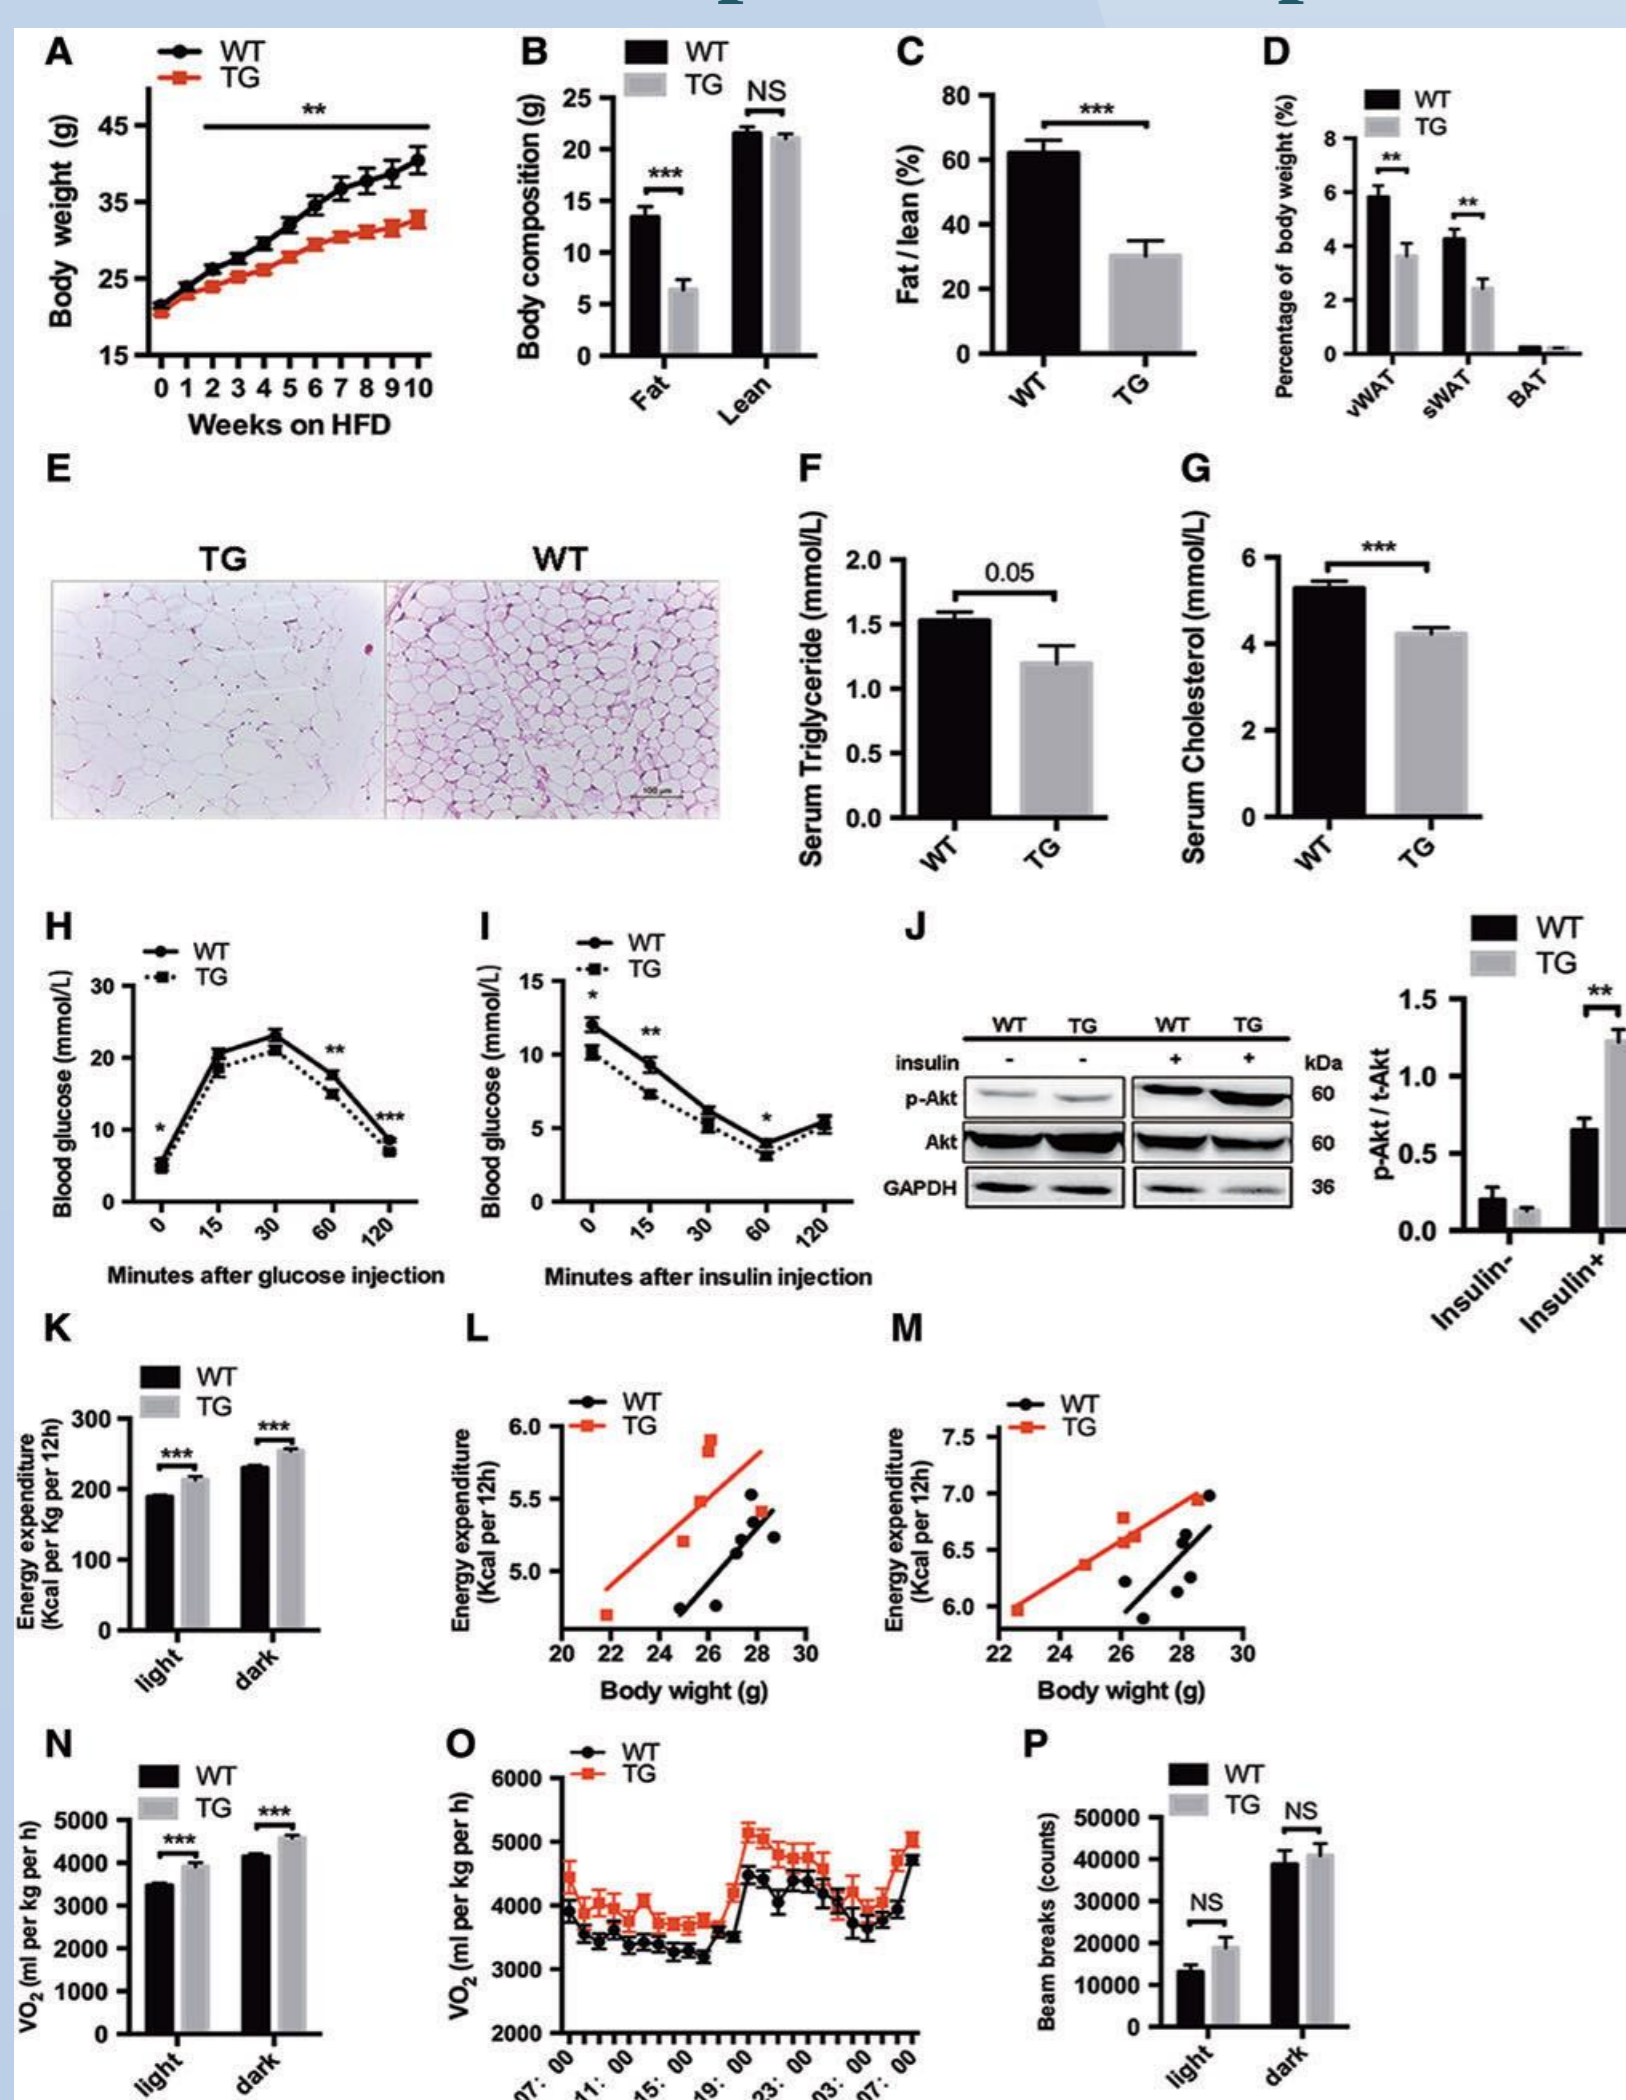 A
WT
TG
**
Body weight (g)
45
35
25
15
0 1 2 3 4 5 6 7 8 9 10
Weeks on HFD
B
WT
TG
NS
***
Body composition (g)
25
20
15
10
5
0
Fat
Lean
C
***
Fat / lean (%)
80
60
40
20
0
WT
TG
D
WT
TG
**
**
Percentage of body weight (%)
8
6
4
2
0
vWAT
sWAT
BAT
E
TG
WT
100 µm
F
0.05
Serum Triglyceride (mmol/L)
2.0
1.5
1.0
0.5
0.0
WT
TG
G
***
Serum Cholesterol (mmol/L)
6
4
2
0
WT
TG
H
WT
TG
Blood glucose (mmol/L)
30
20
10
0
*
**
***
0
15
30
60
120
Minutes after glucose injection
I
WT
TG
Blood glucose (mmol/L)
15
10
5
0
*
**
*
0
15
30
60
120
Minutes after insulin injection
J
WT TG WT TG
insulin - - + + kDa
p-Akt 60
Akt 60
GAPDH 36
WT
TG
**
p-Akt / t-Akt
1.5
1.0
0.5
0.0
Insulin-
Insulin+
K
WT
TG
***
***
Energy expenditure
(Kcal per Kg per 12h)
300
200
100
0
light
dark
L
WT
TG
Energy expenditure
(Kcal per 12h)
6.0
5.5
5.0
20 22 24 26 28 30
Body wight (g)
M
WT
TG
Energy expenditure
(Kcal per 12h)
7.5
7.0
6.5
6.0
22 24 26 28 30
Body wight (g)
N
WT
TG
***
***
VO2 (ml per kg per h)
5000
4000
3000
2000
1000
0
light
dark
O
WT
TG
VO2 (ml per kg per h)
6000
5000
4000
3000
2000
07: 00
11: 00
15: 00
19: 00
23: 00
03: 00
07: 00
P
WT
TG
NS
NS
Beam breaks (counts)
50000
40000
30000
20000
10000
0
light
dark